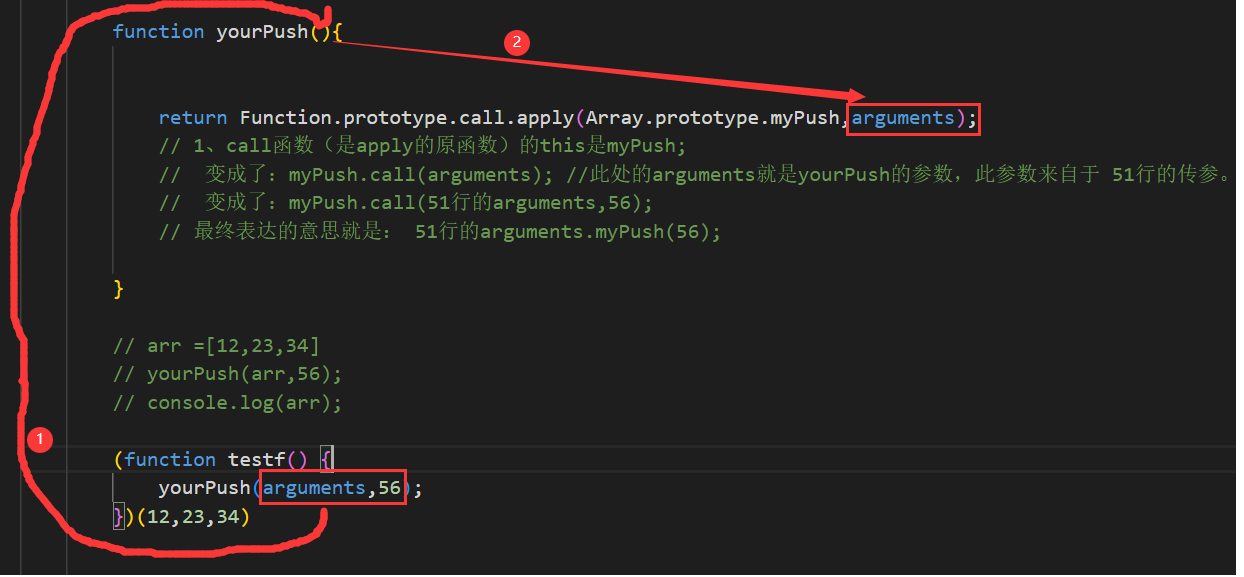 function yourPush(){
2
return Function.prototype.call.apply(Array.prototype.myPush,arguments);
// 1、call函数（是apply的原函数）的this是myPush;
// 变成了：myPush.call(arguments); //此处的arguments就是yourPush的参数，此参数来自于 51行的传参。
// 变成了：myPush.call(51行的arguments,56);
// 最终表达的意思就是： 51行的arguments.myPush(56);
}
// arr =[12,23,34]
// yourPush(arr,56);
// console.log(arr);
1
(function testf() {
yourPush(arguments,56);
})(12,23,34)